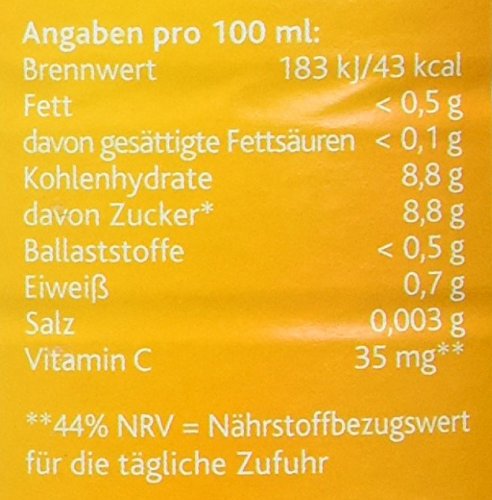 Angaben pro 100 ml:
Brennwert 183 kJ/43 kcal
Fett < 0,5 g
davon gesättigte Fettsäuren < 0,1 g
Kohlenhydrate 8,8 g
davon Zucker* 8,8 g
Ballaststoffe < 0,5 g
Eiweiß 0,7 g
Salz 0,003 g
Vitamin C 35 mg**
**44% NRV = Nährstoffbezugswert
für die tägliche Zufuhr